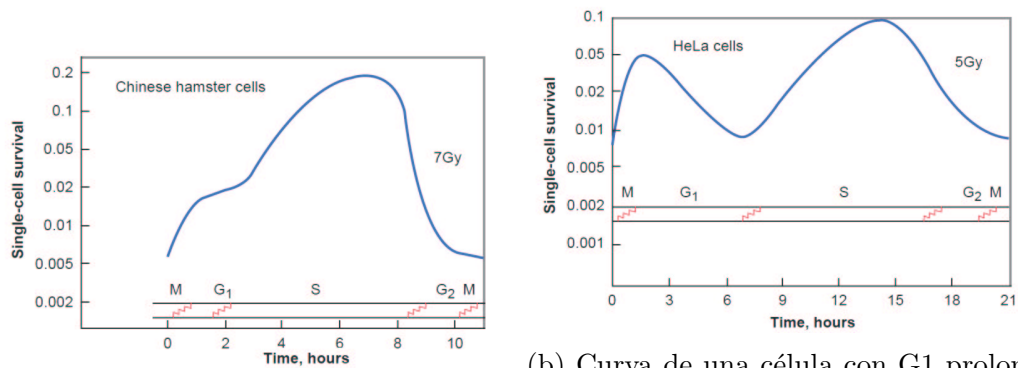 Single-cell survival
0.2
0.1
0.05
0.02
0.01
0.005
0.002
Chinese hamster cells
7Gy
M G₁ S G₂ M
0 2 4 6 8 10
Time, hours
Single-cell survival
0.1
0.05
0.02
0.01
0.005
0.002
0.001
HeLa cells
5Gy
M G₁ S G₂ M
0 3 6 9 12 15 18 21
Time, hours
(b) Curva de una célula con G1 prolon